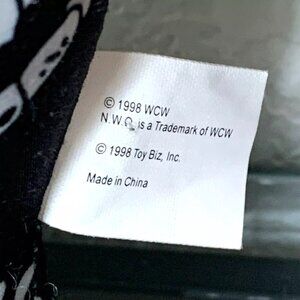 © 1998 WCW
N.W.O. is a Trademark of WCW
© 1998 Toy Biz, Inc.
Made in China